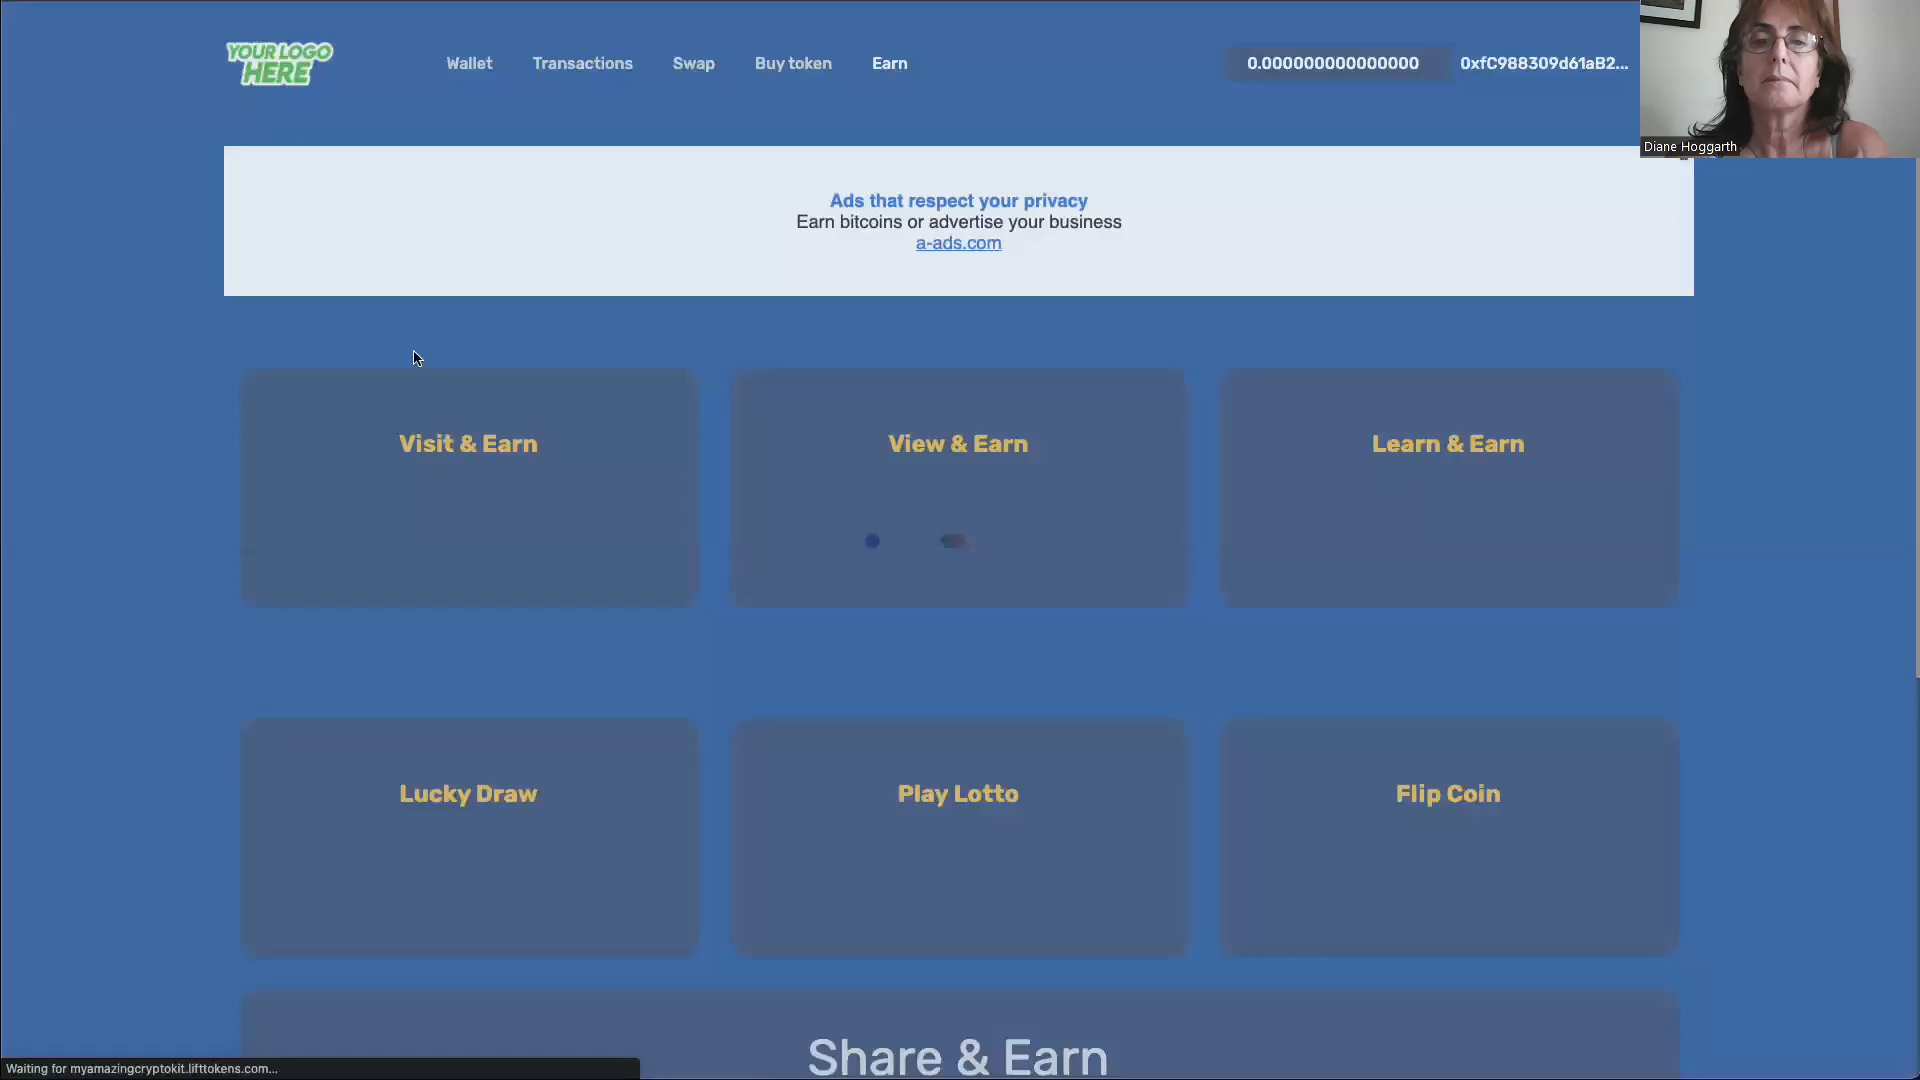 YOUR LOGO
HERE
Wallet
Transactions
Swap
Buy token
Earn
0.000000000000000
0xfC988309d61aB2...
Diane Hoggarth
Ads that respect your privacy
Earn bitcoins or advertise your business
a-ads.com
Visit & Earn
View & Earn
Learn & Earn
Lucky Draw
Play Lotto
Flip Coin
Share & Earn
Waiting for myamazingcryptokit.lifttokens.com...